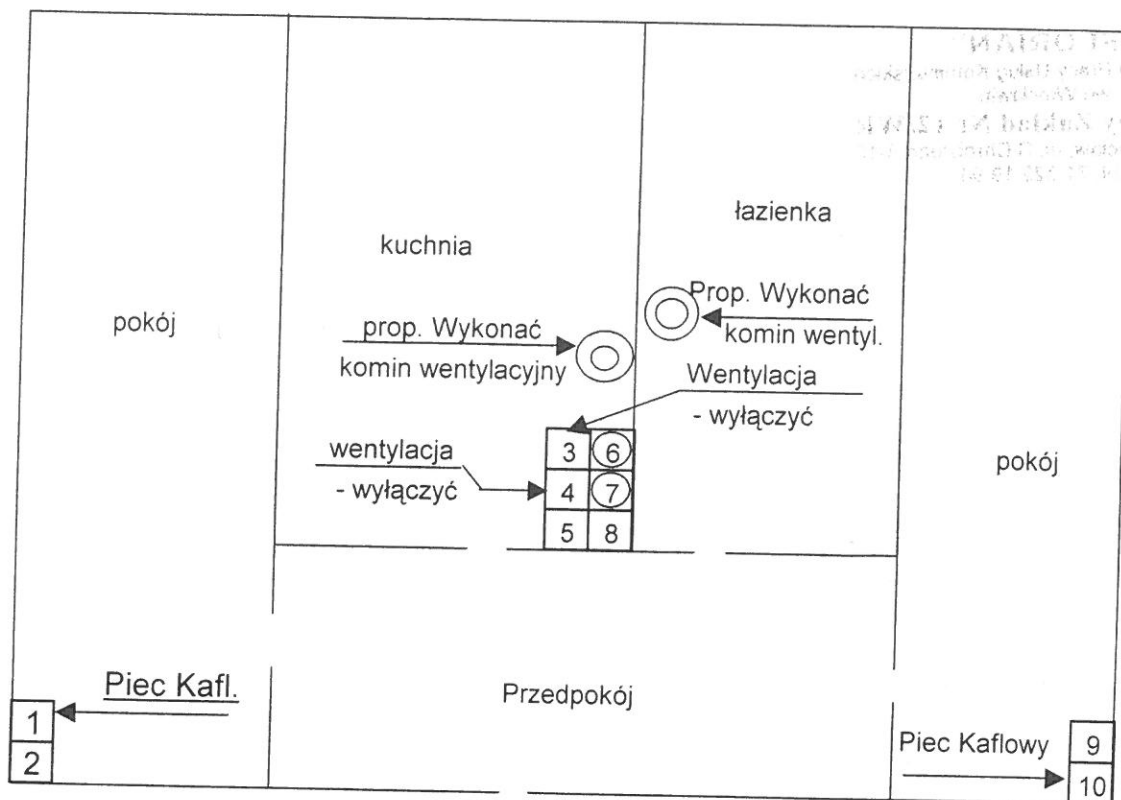 łazienka
kuchnia
pokój
prop. Wykonać
komin wentylacyjny
Prop. Wykonać
komin wentyl.
Wentylacja
- wyłączyć
wentylacja
- wyłączyć
3 6
4 7
5 8
pokój
Przedpokój
Piec Kafl.
1
2
Piec Kaflowy
9
10